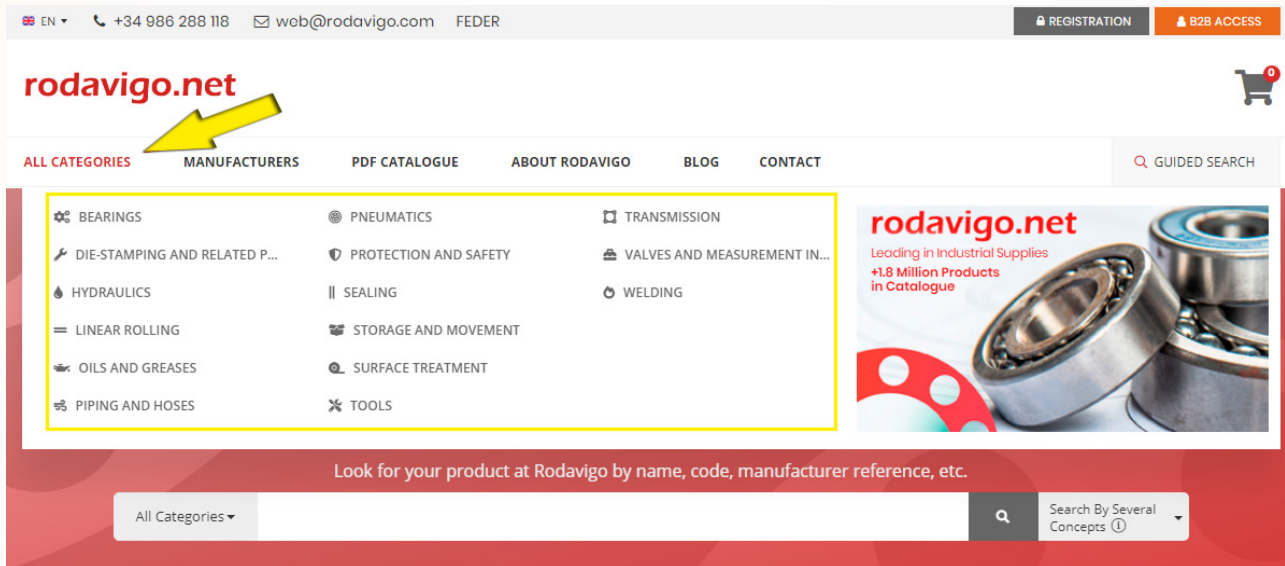 EN
+34 986 288 118
web@rodavigo.com
FEDER
REGISTRATION
B2B ACCESS
rodavigo.net
0
ALL CATEGORIES
MANUFACTURERS
PDF CATALOGUE
ABOUT RODAVIGO
BLOG
CONTACT
GUIDED SEARCH
BEARINGS
DIE-STAMPING AND RELATED P...
HYDRAULICS
LINEAR ROLLING
OILS AND GREASES
PIPING AND HOSES
PNEUMATICS
PROTECTION AND SAFETY
SEALING
STORAGE AND MOVEMENT
SURFACE TREATMENT
TOOLS
TRANSMISSION
VALVES AND MEASUREMENT IN...
WELDING
rodavigo.net
Leading in Industrial Supplies
+1.8 Million Products
in Catalogue
Look for your product at Rodavigo by name, code, manufacturer reference, etc.
All Categories
Search By Several
Concepts